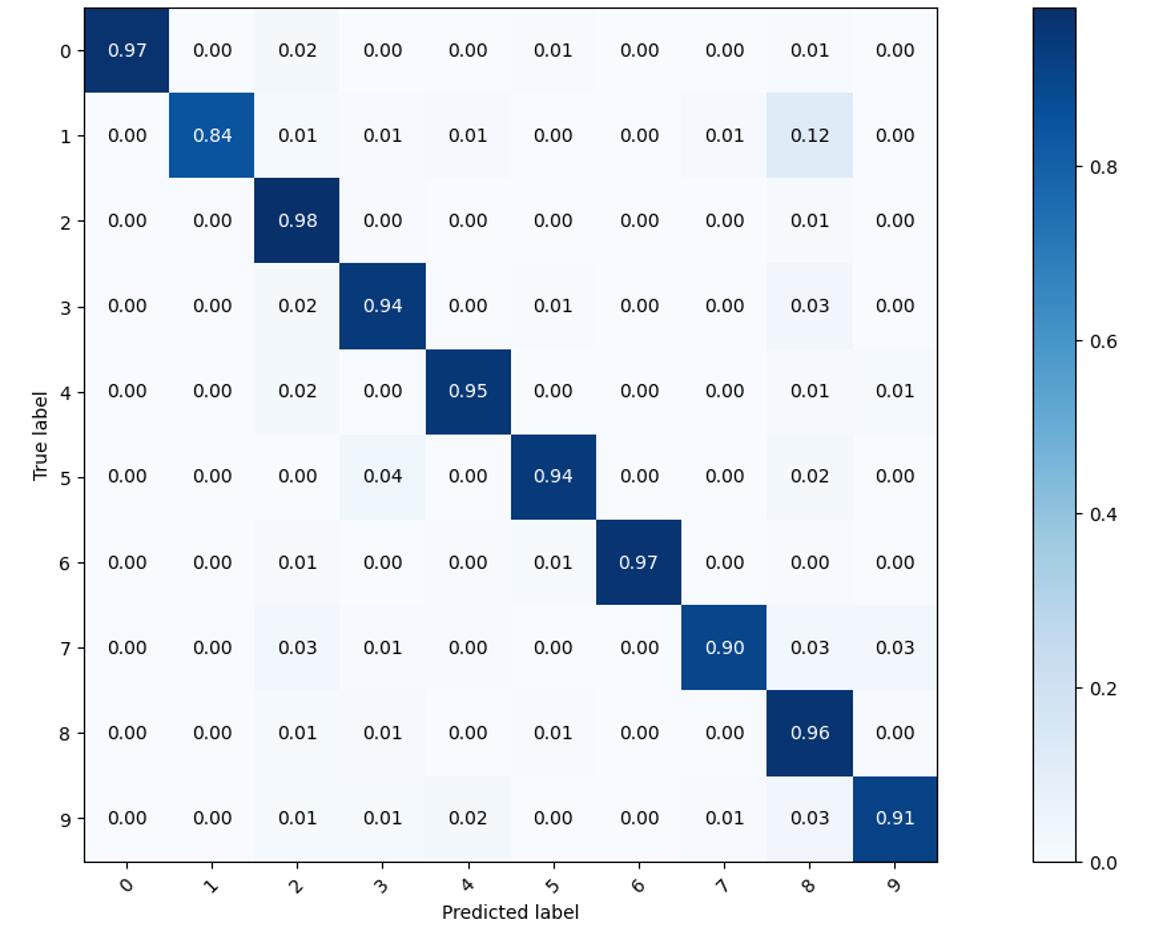 0 0.97 0.00 0.02 0.00 0.00 0.01 0.00 0.00 0.01 0.00
1 0.00 0.84 0.01 0.01 0.01 0.00 0.00 0.01 0.12 0.00
2 0.00 0.00 0.98 0.00 0.00 0.00 0.00 0.00 0.01 0.00
3 0.00 0.00 0.02 0.94 0.00 0.01 0.00 0.00 0.03 0.00
4 0.00 0.00 0.02 0.00 0.95 0.00 0.00 0.00 0.01 0.01
5 0.00 0.00 0.00 0.04 0.00 0.94 0.00 0.00 0.02 0.00
6 0.00 0.00 0.01 0.00 0.00 0.01 0.97 0.00 0.00 0.00
7 0.00 0.00 0.03 0.01 0.00 0.00 0.00 0.90 0.03 0.03
8 0.00 0.00 0.01 0.01 0.00 0.01 0.00 0.00 0.96 0.00
9 0.00 0.00 0.01 0.01 0.02 0.00 0.00 0.01 0.03 0.91
0 1 2 3 4 5 6 7 8 9
Predicted label
True label
0.8
0.6
0.4
0.2
0.0